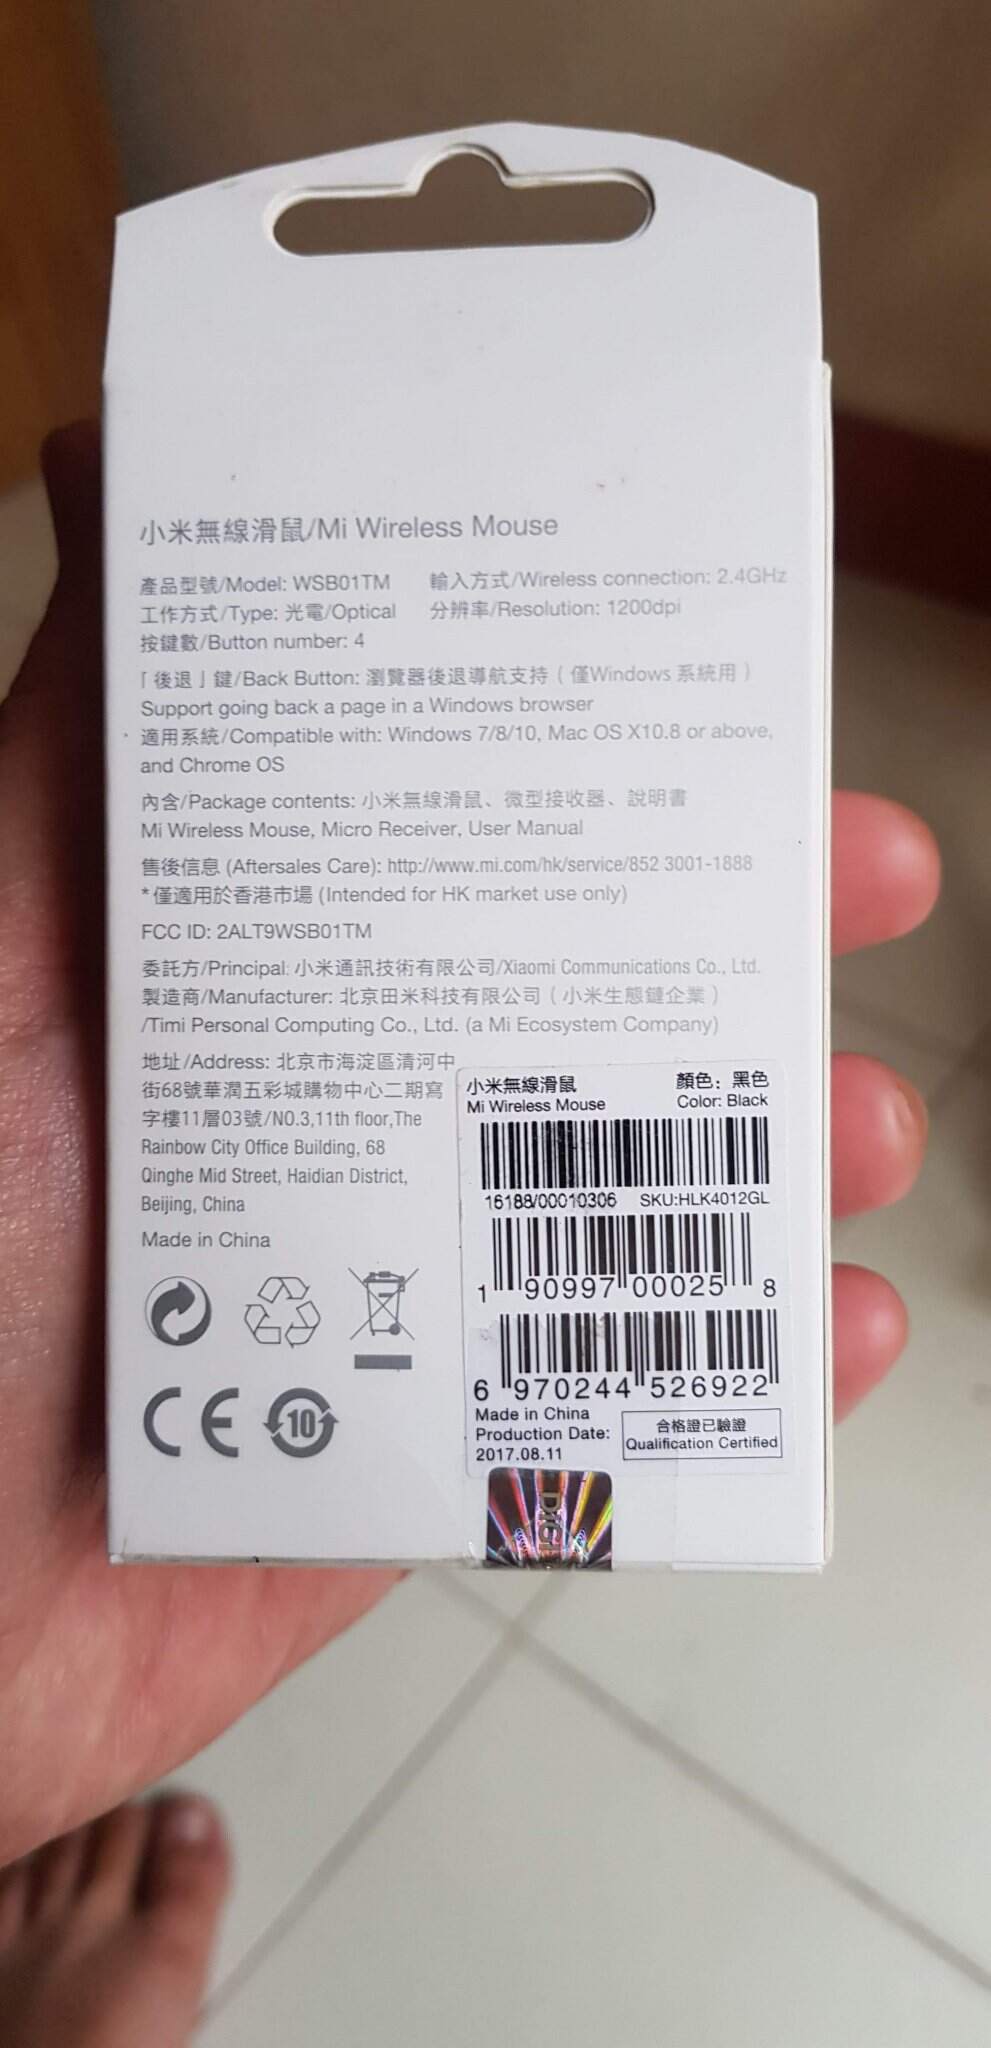 小米無線滑鼠/Mi Wireless Mouse
產品型號/Model: WSB01TM 輸入方式/Wireless connection: 2.4GHz
工作方式/Type: 光電/Optical 分辨率/Resolution: 1200dpi
按鍵數/Button number: 4
「後退」鍵/Back Button: 瀏覽器後退導航支持（僅Windows 系統用）
Support going back a page in a Windows browser
適用系統/Compatible with: Windows 7/8/10, Mac OS X10.8 or above,
and Chrome OS
內含/Package contents: 小米無線滑鼠、微型接收器、說明書
Mi Wireless Mouse, Micro Receiver, User Manual
售後信息 (Aftersales Care): http://www.mi.com/hk/service/852 3001-1888
*僅適用於香港市場 (Intended for HK market use only)
FCC ID: 2ALT9WSB01TM
委託方/Principal: 小米通訊技術有限公司/Xiaomi Communications Co., Ltd.
製造商/Manufacturer: 北京田米科技有限公司（小米生態鏈企業）
/Timi Personal Computing Co., Ltd. (a Mi Ecosystem Company)
地址/Address: 北京市海淀區清河中
街68號華潤五彩城購物中心二期寫
字樓11層03號/N0.3,11th floor,The
Rainbow City Office Building, 68
Qinghe Mid Street, Haidian District,
Beijing, China
Made in China
CE
10
小米無線滑鼠 顏色：黑色
Mi Wireless Mouse Color: Black
16188/00010306 SKU:HLK4012GL
1 90997 00025 8
6 970244 526922
Made in China
Production Date:
2017.08.11
合格證已驗證
Qualification Certified
DIGI